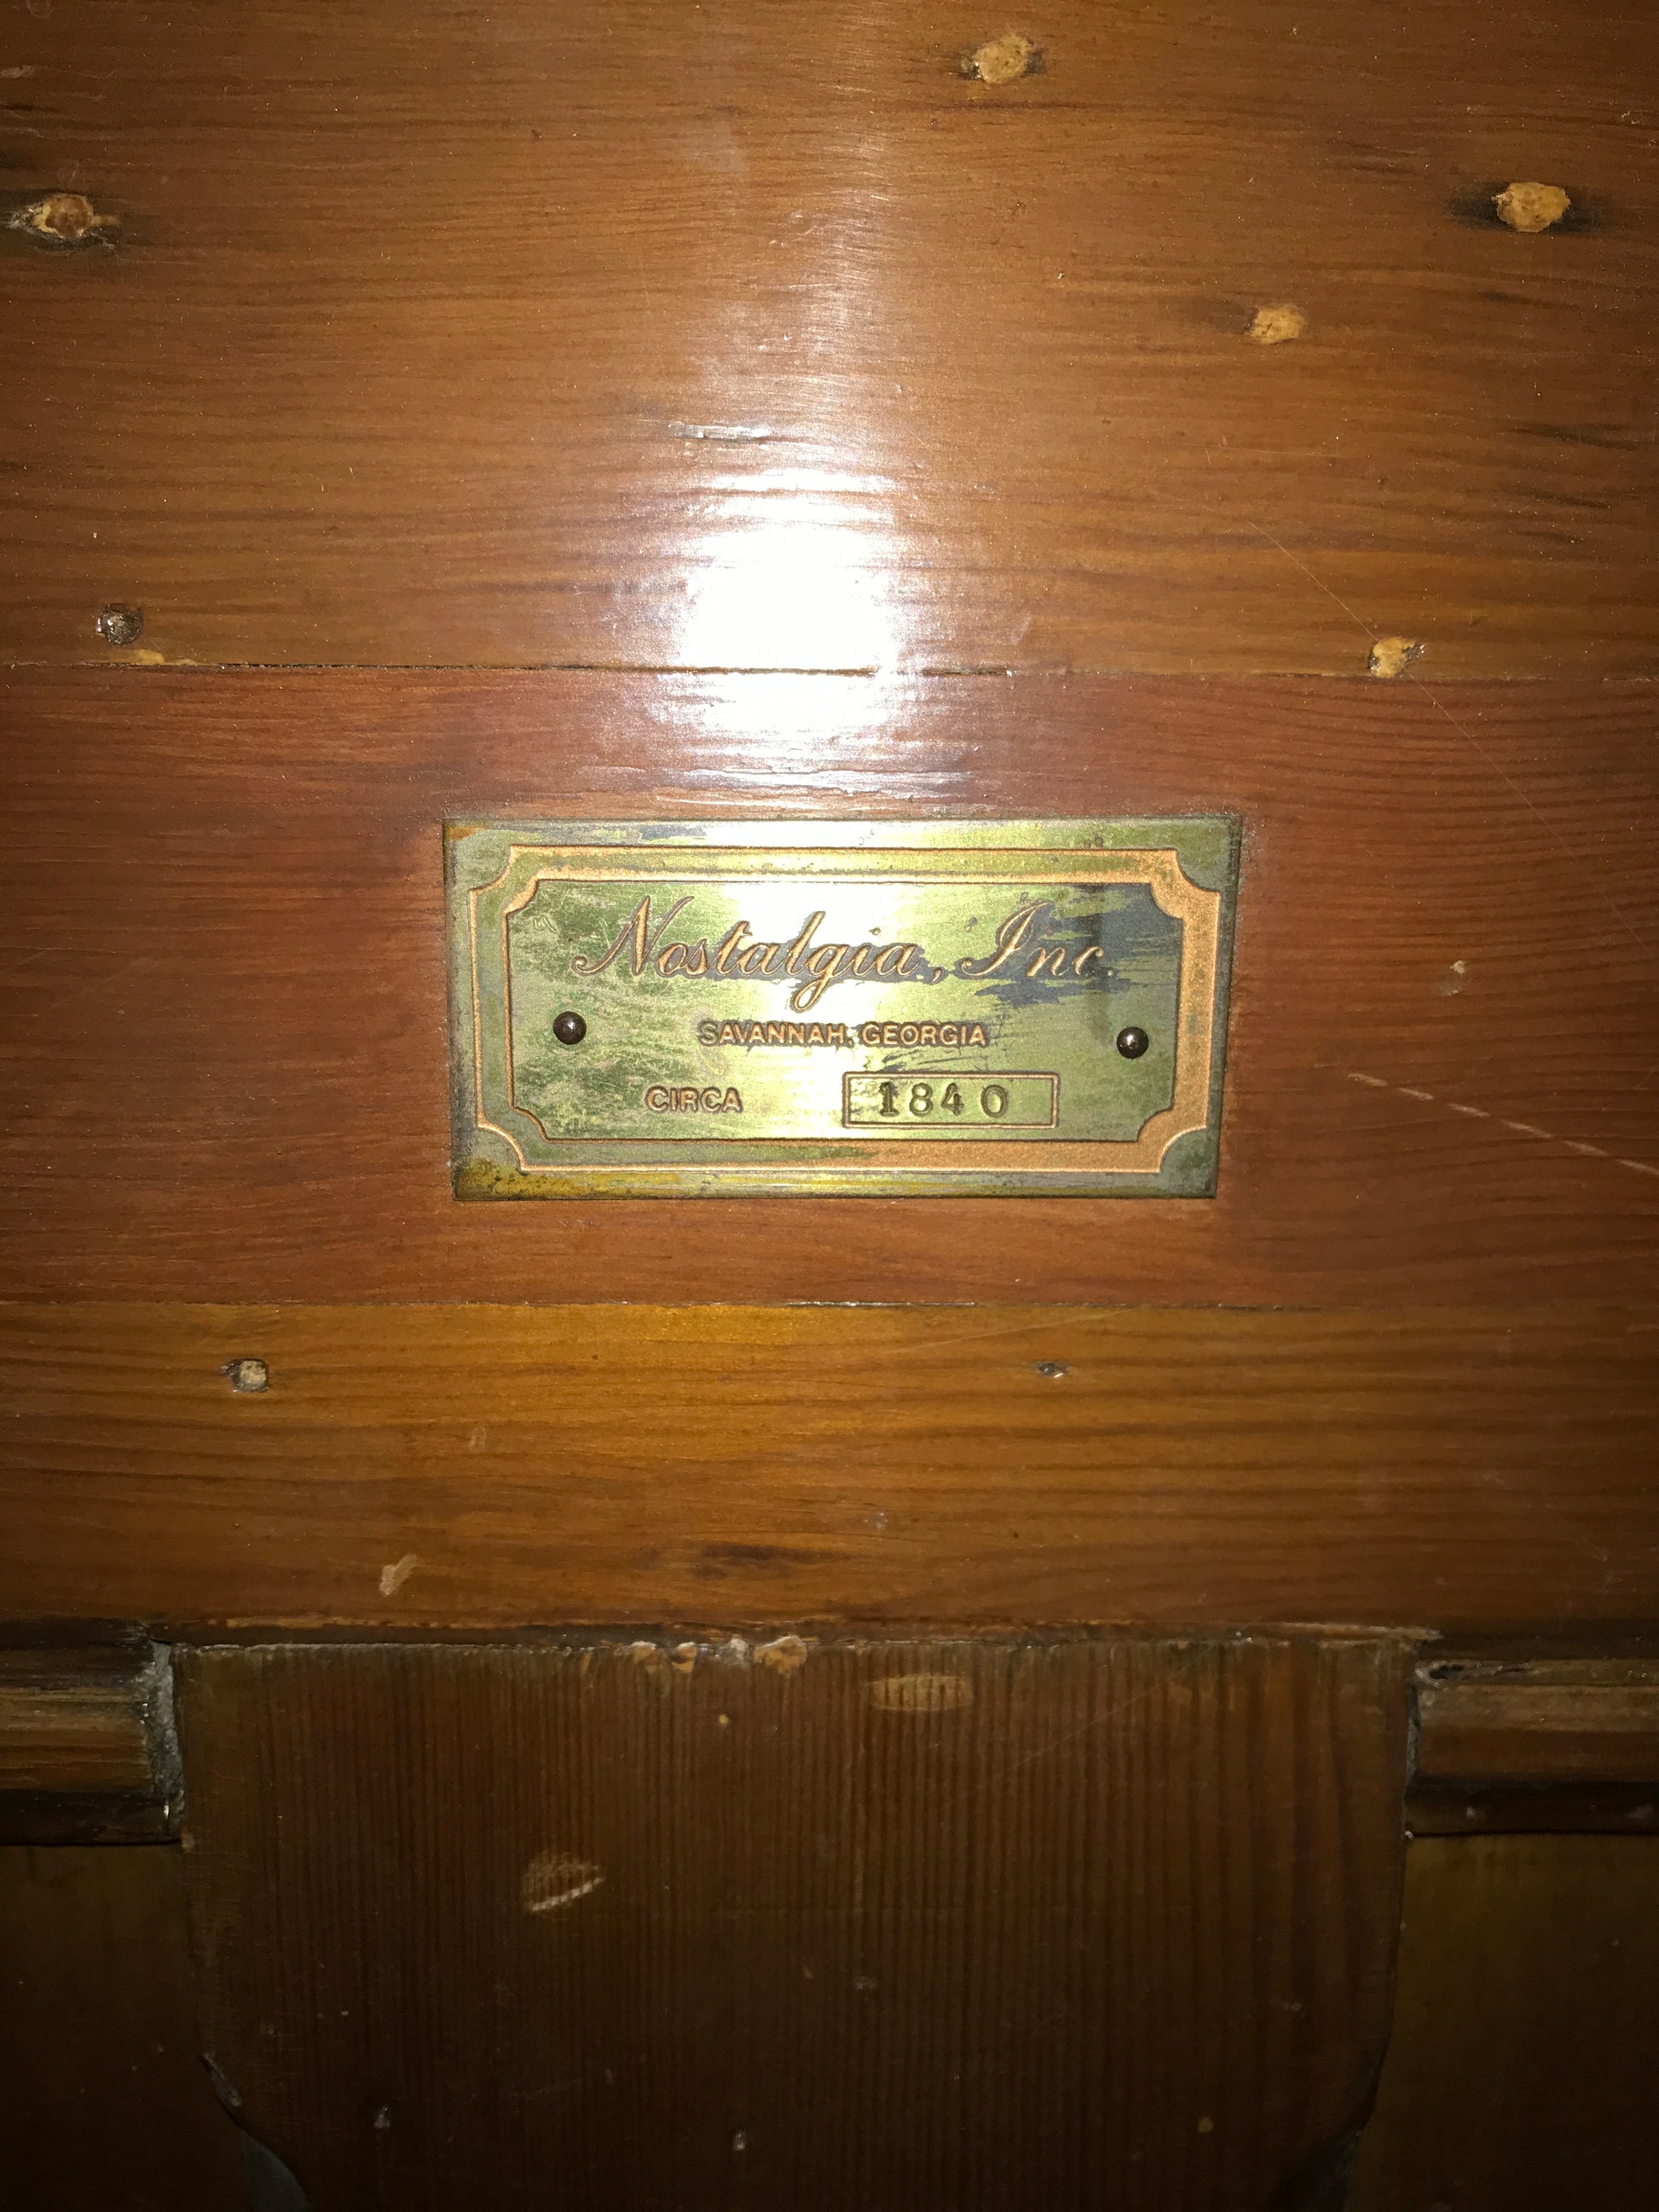 Nostalgia, Inc.
SAVANNAH, GEORGIA
CIRCA 1840